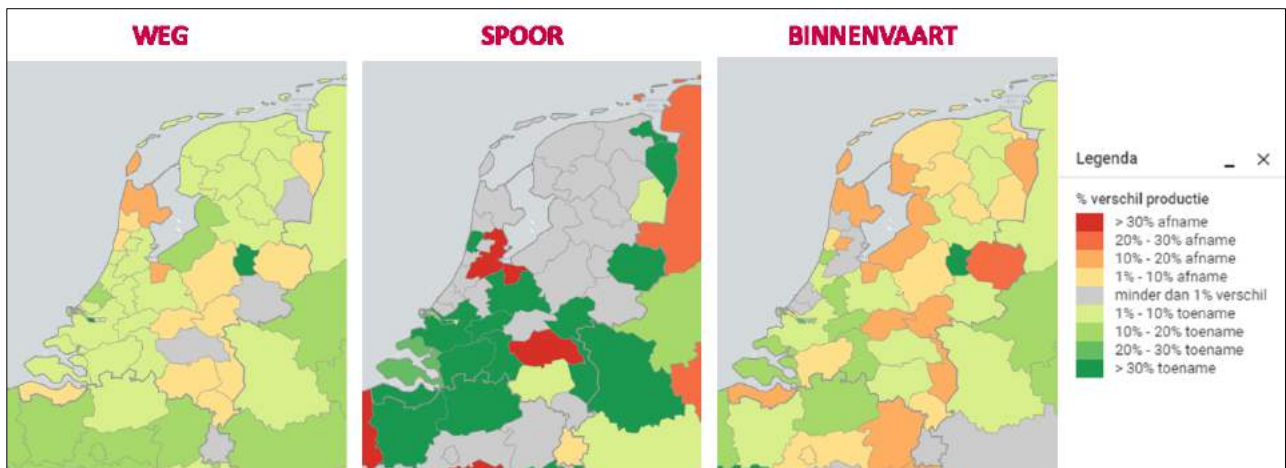 WEG
SPOOR
BINNENVAART
Legenda
% verschil productie
> 30% afname
20% - 30% afname
10% - 20% afname
1% - 10% afname
minder dan 1% verschil
1% - 10% toename
10% - 20% toename
20% - 30% toename
> 30% toename